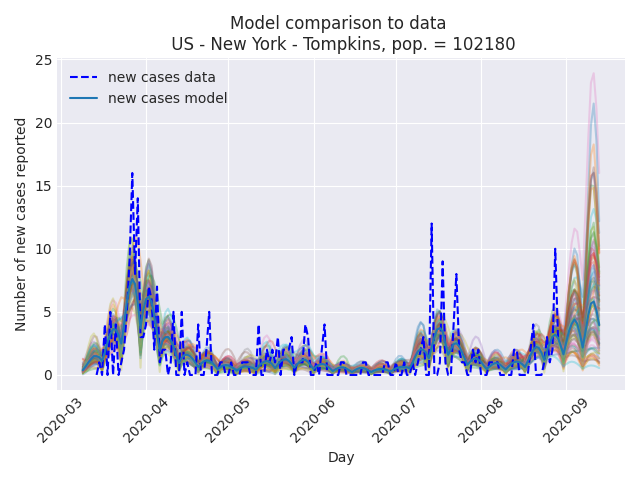 Model comparison to data
US - New York - Tompkins, pop. = 102180
new cases data
new cases model
Number of new cases reported
25
20
15
10
5
0
2020-03
2020-04
2020-05
2020-06
2020-07
2020-08
2020-09
Day